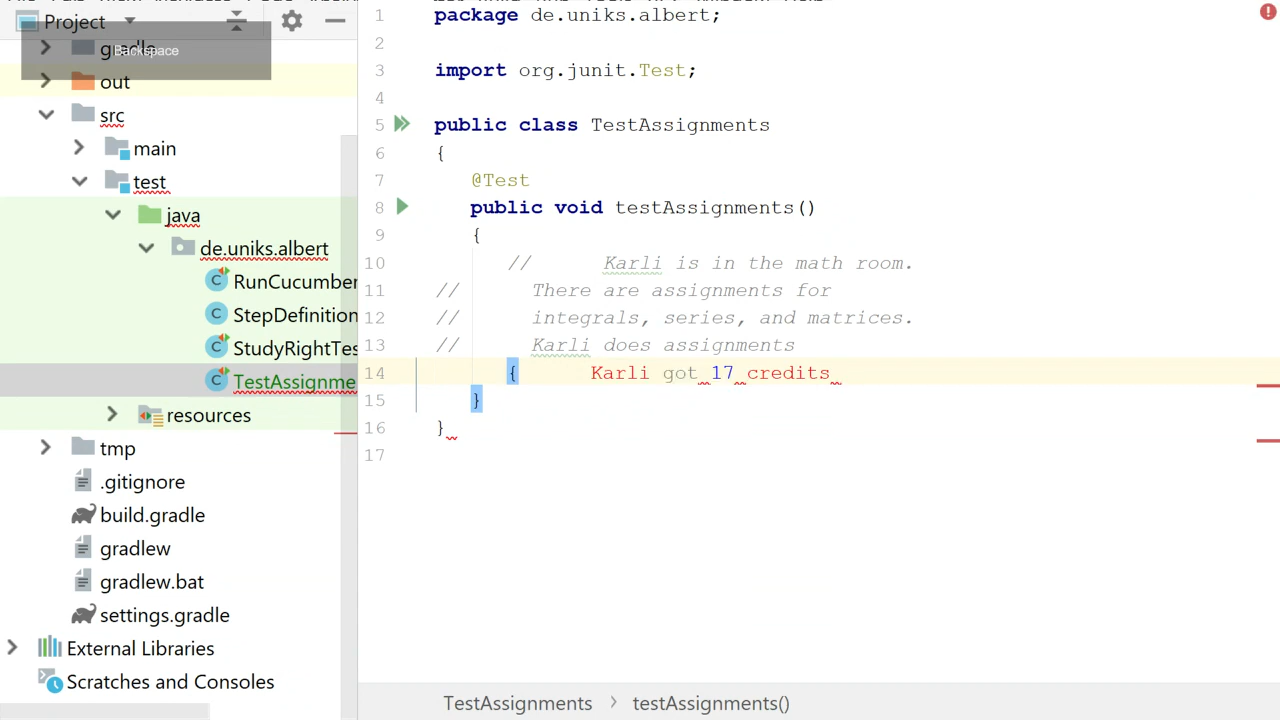 Project
Backspace
gradle
out
src
main
test
java
de.uniks.albert
RunCucumber
StepDefinition
StudyRightTes
TestAssignme
resources
tmp
.gitignore
build.gradle
gradlew
gradlew.bat
settings.gradle
External Libraries
Scratches and Consoles
1 package de.uniks.albert;
2
3 import org.junit.Test;
4
5 public class TestAssignments
6 {
7 @Test
8 public void testAssignments()
9 {
10 // Karli is in the math room.
11 // There are assignments for
12 // integrals, series, and matrices.
13 // Karli does assignments
14 { Karli got 17 credits
15 }
16 }
17
TestAssignments > testAssignments()